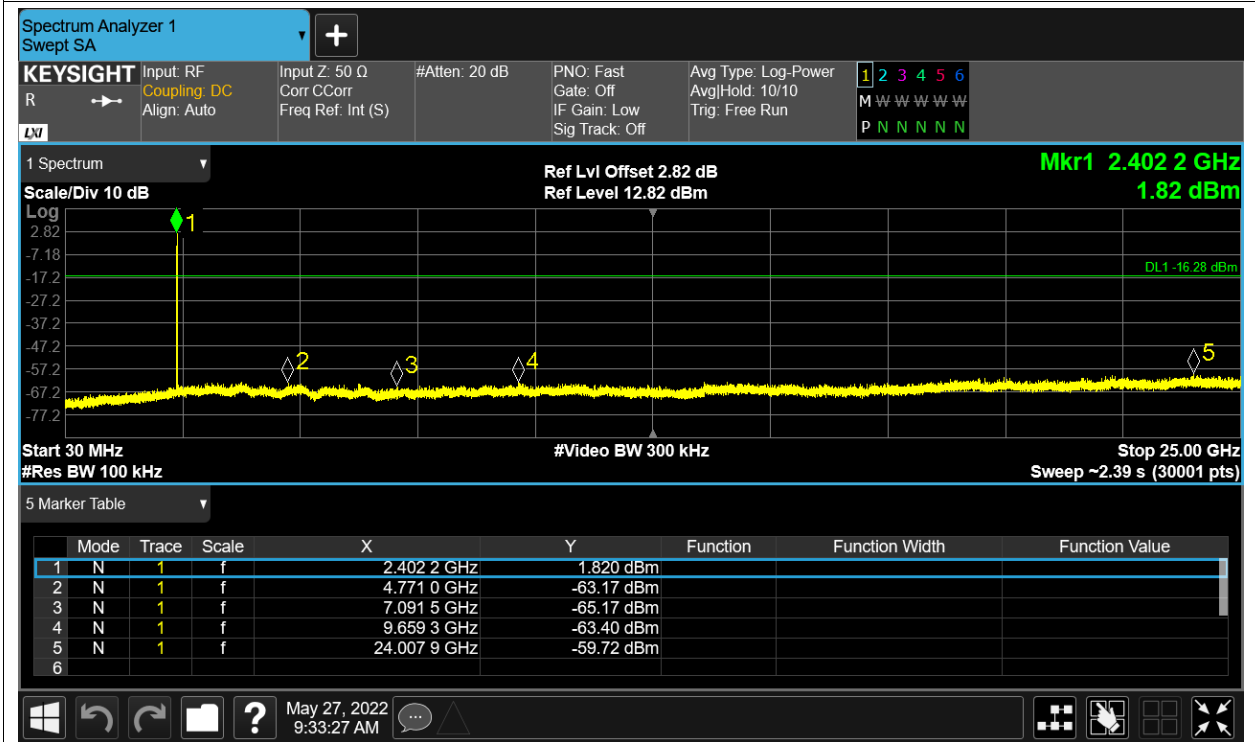 Spectrum Analyzer 1
Swept SA
KEYSIGHT
R
LXI
Input: RF
Coupling: DC
Align: Auto
Input Z: 50 Ω
Corr CCorr
Freq Ref: Int (S)
#Atten: 20 dB
PNO: Fast
Gate: Off
IF Gain: Low
Sig Track: Off
Avg Type: Log-Power
Avg|Hold: 10/10
Trig: Free Run
1 2 3 4 5 6
M W W W W W
P N N N N N
1 Spectrum
Scale/Div 10 dB
Ref Lvl Offset 2.82 dB
Ref Level 12.82 dBm
Mkr1 2.402 2 GHz
1.82 dBm
Log
2.82
-7.18
-17.2
-27.2
-37.2
-47.2
-57.2
-67.2
-77.2
1
DL1 -16.28 dBm
2
3
4
5
Start 30 MHz
#Video BW 300 kHz
Stop 25.00 GHz
#Res BW 100 kHz
Sweep ~2.39 s (30001 pts)
5 Marker Table
Mode Trace Scale X Y Function Function Width Function Value
1 N 1 f 2.402 2 GHz 1.820 dBm
2 N 1 f 4.771 0 GHz -63.17 dBm
3 N 1 f 7.091 5 GHz -65.17 dBm
4 N 1 f 9.659 3 GHz -63.40 dBm
5 N 1 f 24.007 9 GHz -59.72 dBm
6
?
May 27, 2022
9:33:27 AM